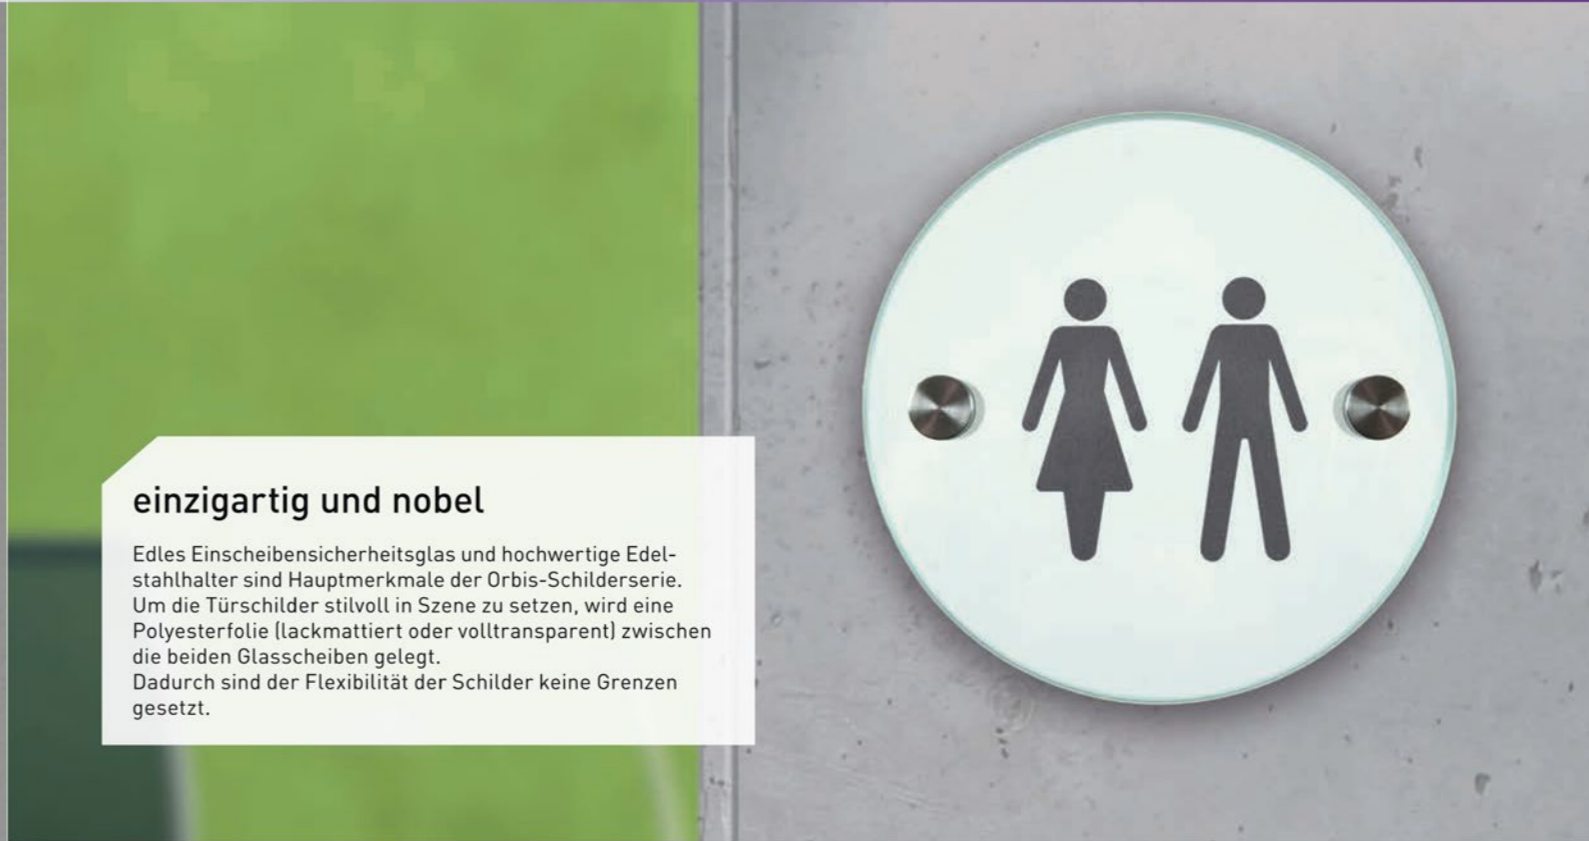 einzigartig und nobel
Edles Einscheibensicherheitsglas und hochwertige Edel-
stahlhalter sind Hauptmerkmale der Orbis-Schilderserie.
Um die Türschilder stilvoll in Szene zu setzen, wird eine
Polyesterfolie (lackmattiert oder volltransparent) zwischen
die beiden Glasscheiben gelegt.
Dadurch sind der Flexibilität der Schilder keine Grenzen
gesetzt.